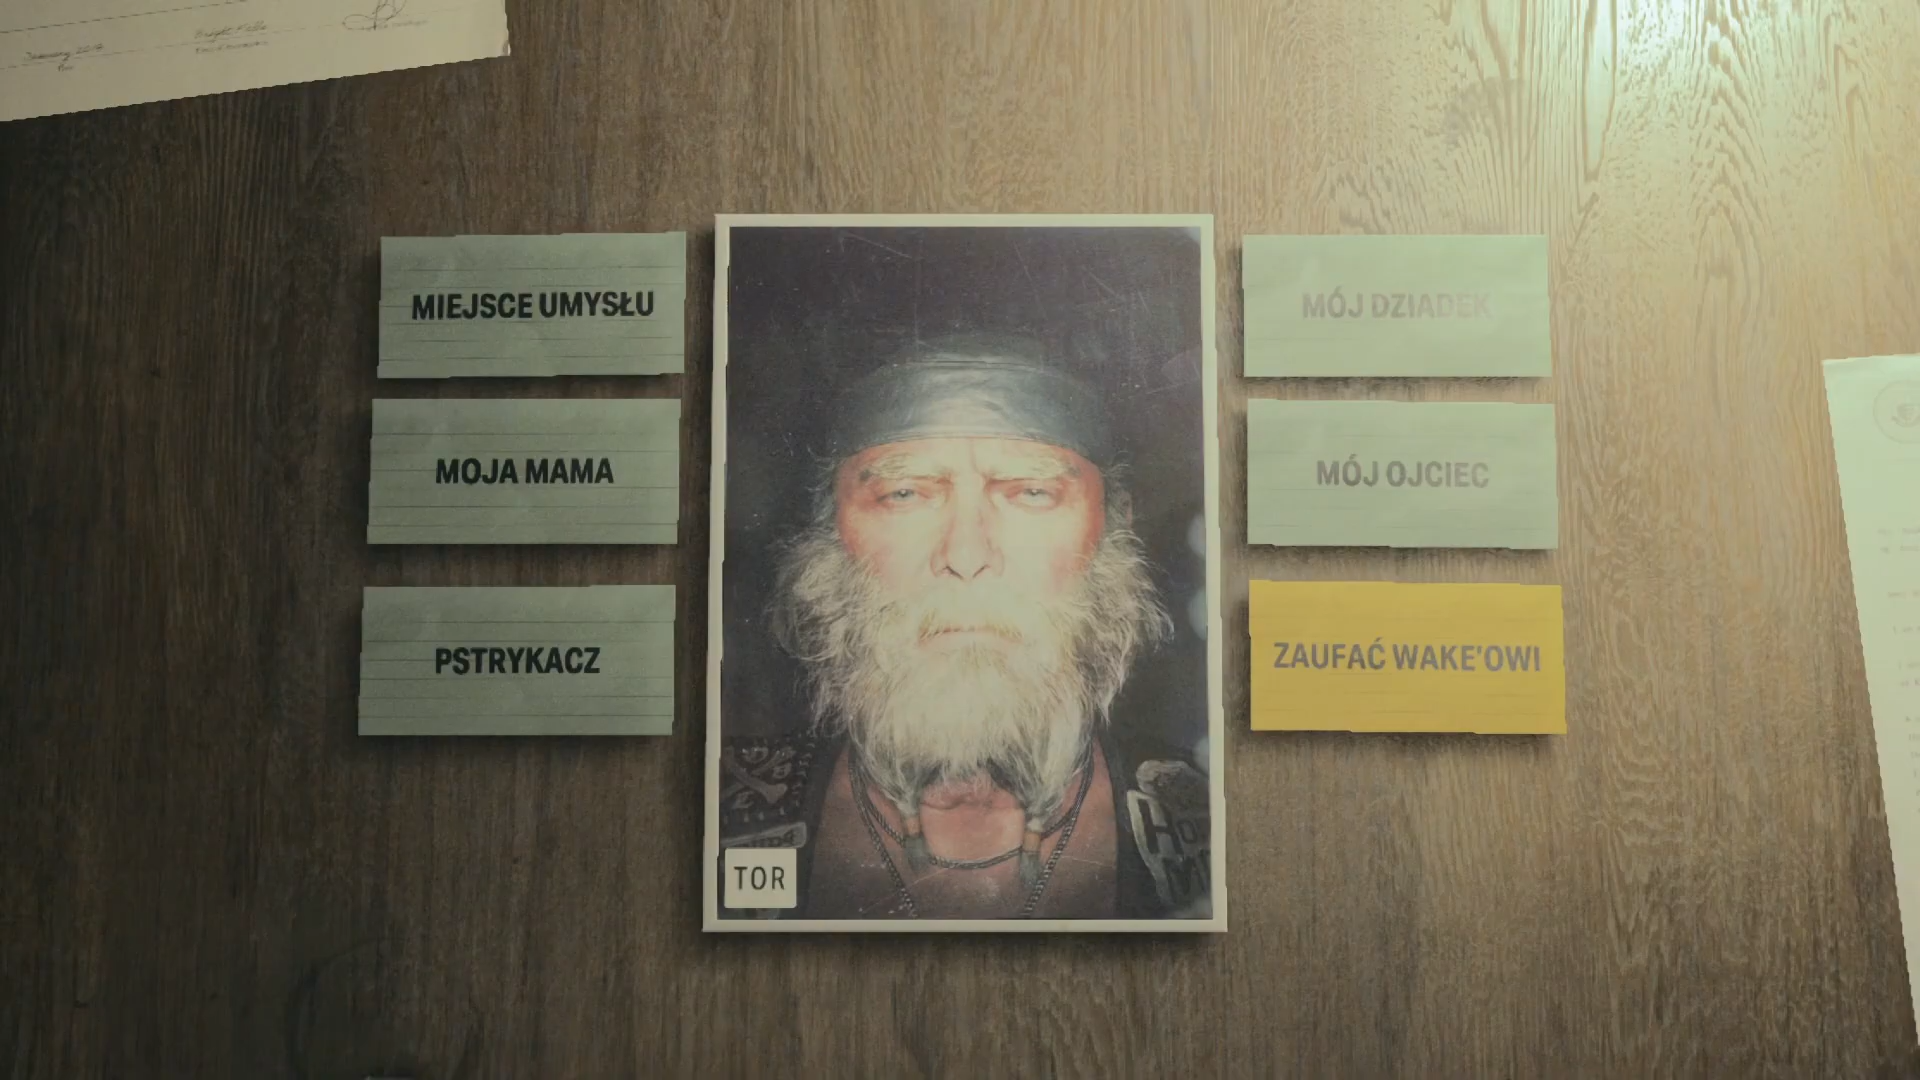 MIEJSCE UMYSŁU
MÓJ DZIADEK
MOJA MAMA
MÓJ OJCIEC
PSTRYKACZ
ZAUFAĆ WAKE'OWI
TOR